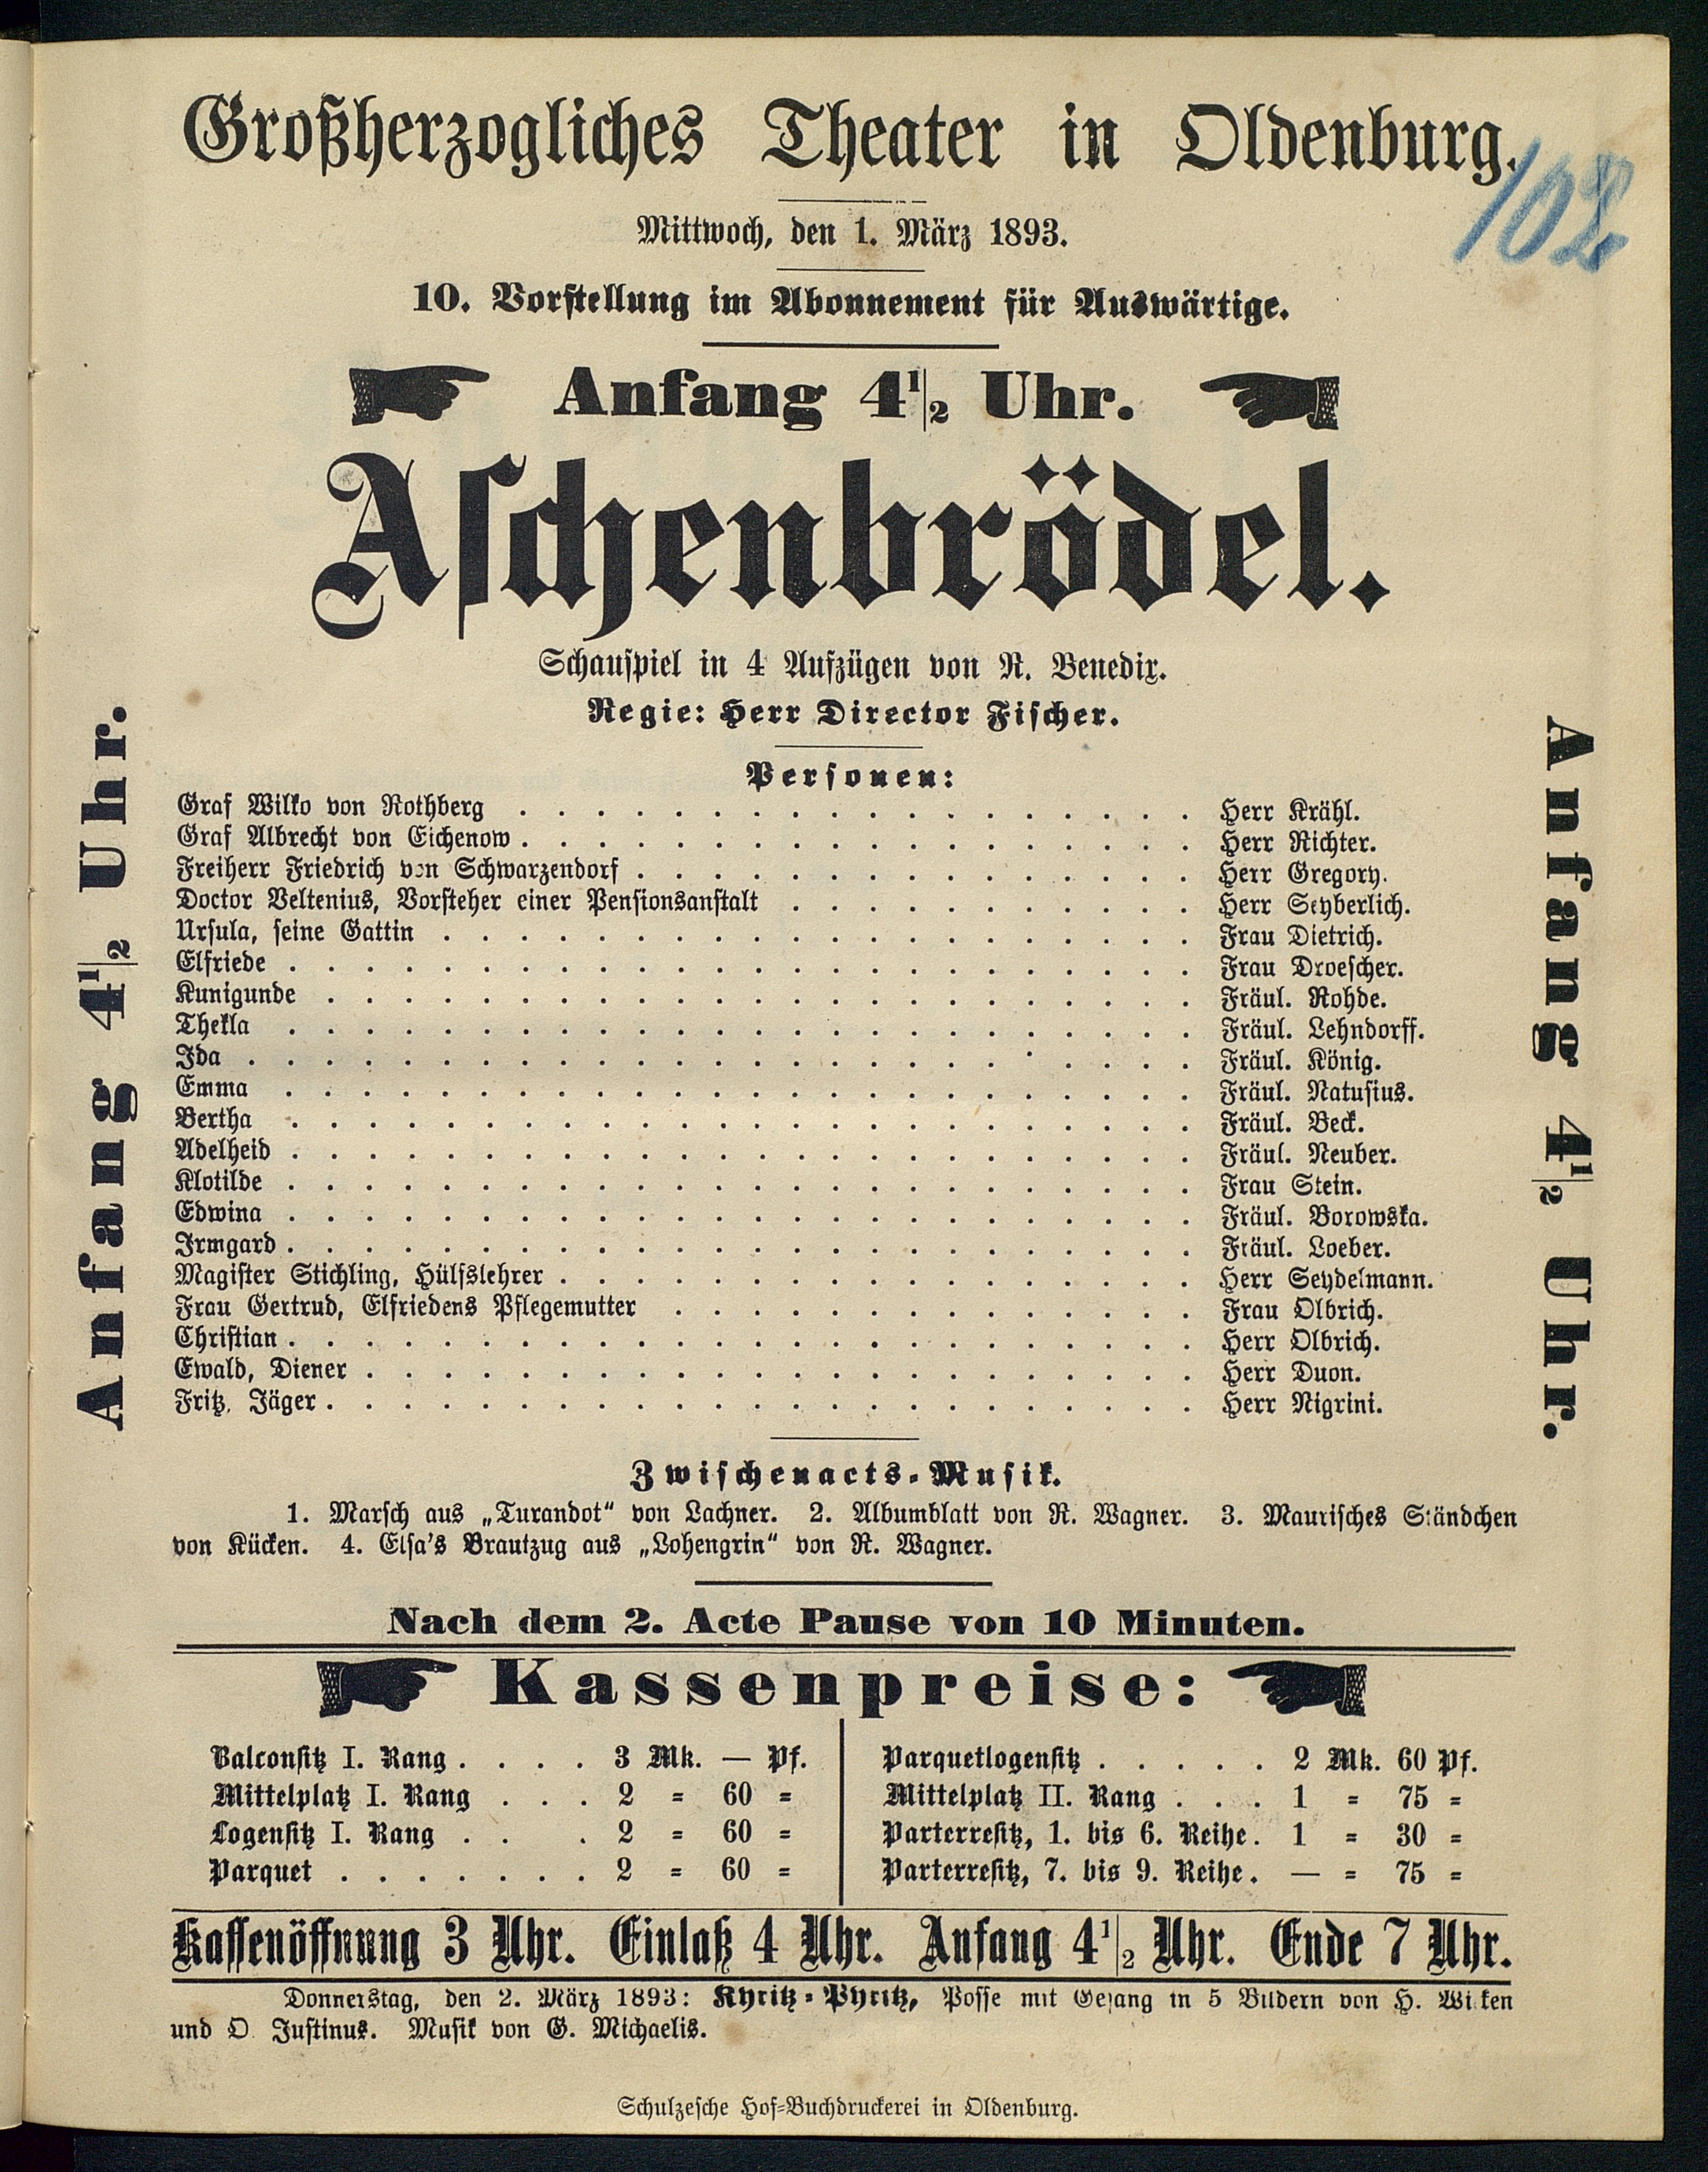 Großherzogliches Theater in Oldenburg.
102
Mittwoch, den 1. März 1893.
10. Vorstellung im Abonnement für Auswärtige.
Anfang 4 1/2 Uhr.
Aschenbrödel.
Schauspiel in 4 Aufzügen von R. Benedix.
Regie: Herr Director Fischer.
Personen:
Graf Wilko von Rothberg . . . . . Herr Krähl.
Graf Albrecht von Eichenow . . . . . Herr Richter.
Freiherr Friedrich von Schwarzendorf . . . . . Herr Gregory.
Doctor Veltenius, Vorsteher einer Pensionsanstalt . . . . . Herr Seyberlich.
Ursula, seine Gattin . . . . . Frau Dietrich.
Elfriede . . . . . Frau Droescher.
Kunigunde . . . . . Fräul. Rohde.
Thekla . . . . . Fräul. Lehndorff.
Ida . . . . . Fräul. König.
Emma . . . . . Fräul. Natusius.
Bertha . . . . . Fräul. Beck.
Adelheid . . . . . Fräul. Neuber.
Klotilde . . . . . Frau Stein.
Edwina . . . . . Fräul. Borowska.
Irmgard . . . . . Fräul. Loeber.
Magister Stichling, Hülfslehrer . . . . . Herr Seydelmann.
Frau Gertrud, Elfriedens Pflegemutter . . . . . Frau Olbrich.
Christian . . . . . Herr Olbrich.
Ewald, Diener . . . . . Herr Duon.
Fritz, Jäger . . . . . Herr Nigrini.
Anfang 4 1/2 Uhr.
Anfang 4 1/2 Uhr.
Zwischenacts-Musik.
1. Marsch aus „Turandot“ von Lachner. 2. Albumblatt von R. Wagner. 3. Maurisches Ständchen
von Kücken. 4. Elsa's Brautzug aus „Lohengrin“ von R. Wagner.
Nach dem 2. Acte Pause von 10 Minuten.
Kassenpreise:
Balconsitz I. Rang . . . . 3 Mk. — Pf.
Mittelplatz I. Rang . . . 2 = 60 =
Logensitz I. Rang . . . 2 = 60 =
Parquet . . . . . . . 2 = 60 =
Parquetlogensitz . . . . . 2 Mk. 60 Pf.
Mittelplatz II. Rang . . . 1 = 75 =
Parterresitz, 1. bis 6. Reihe . 1 = 30 =
Parterresitz, 7. bis 9. Reihe . — = 75 =
Kassenöffnung 3 Uhr. Einlaß 4 Uhr. Anfang 4 1/2 Uhr. Ende 7 Uhr.
Donnerstag, den 2. März 1893: Kyritz=Pyritz, Posse mit Gesang in 5 Bildern von H. Wilken
und O. Justinus. Musik von G. Michaelis.
Schulzesche Hof=Buchdruckerei in Oldenburg.